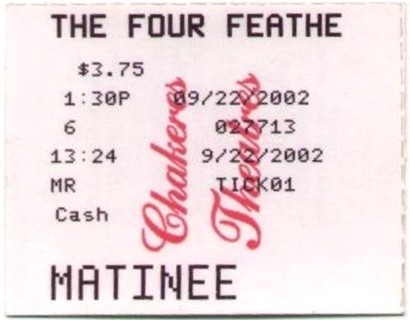 THE FOUR FEATHE
$3.75
1:30P 09/22/2002
6 027713
13:24 9/22/2002
MR TICK01
Cash
MATINEE
Chakeres
Theatres